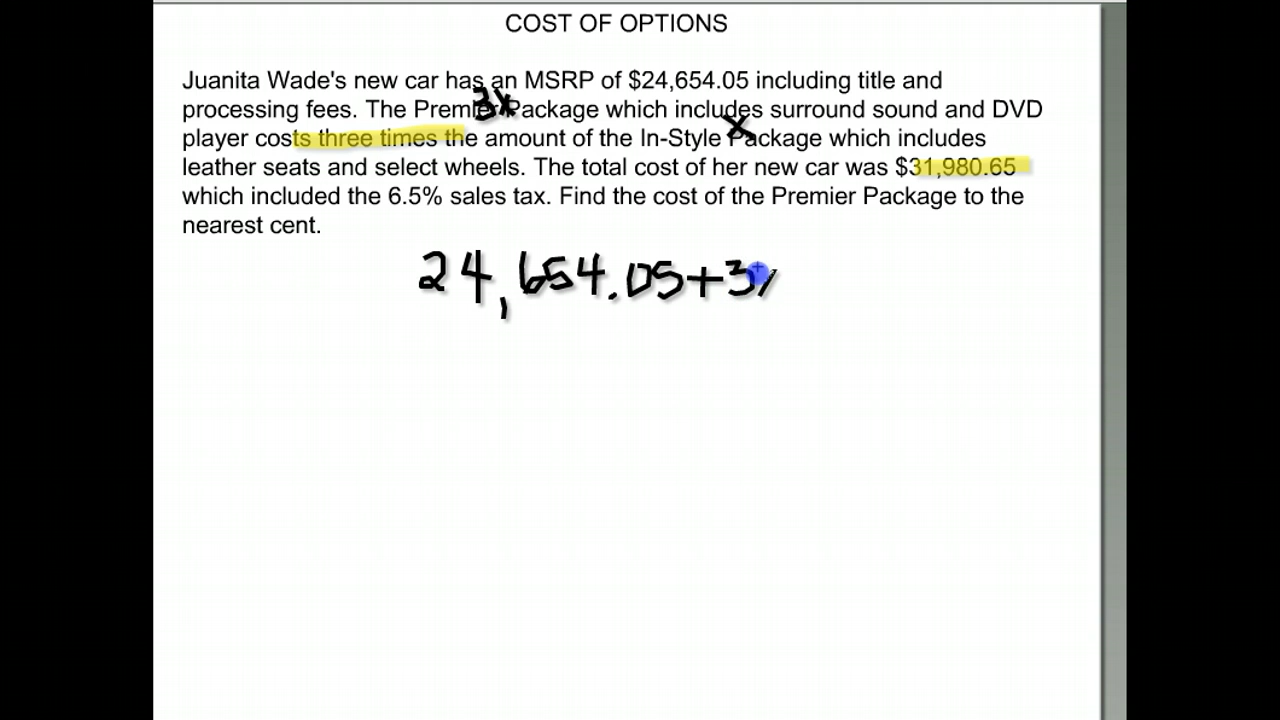 COST OF OPTIONS
Juanita Wade's new car has an MSRP of $24,654.05 including title and
3x
processing fees. The Premier Package which includes surround sound and DVD
x
player costs three times the amount of the In-Style Package which includes
leather seats and select wheels. The total cost of her new car was $31,980.65
which included the 6.5% sales tax. Find the cost of the Premier Package to the
nearest cent.
24,654.05+3